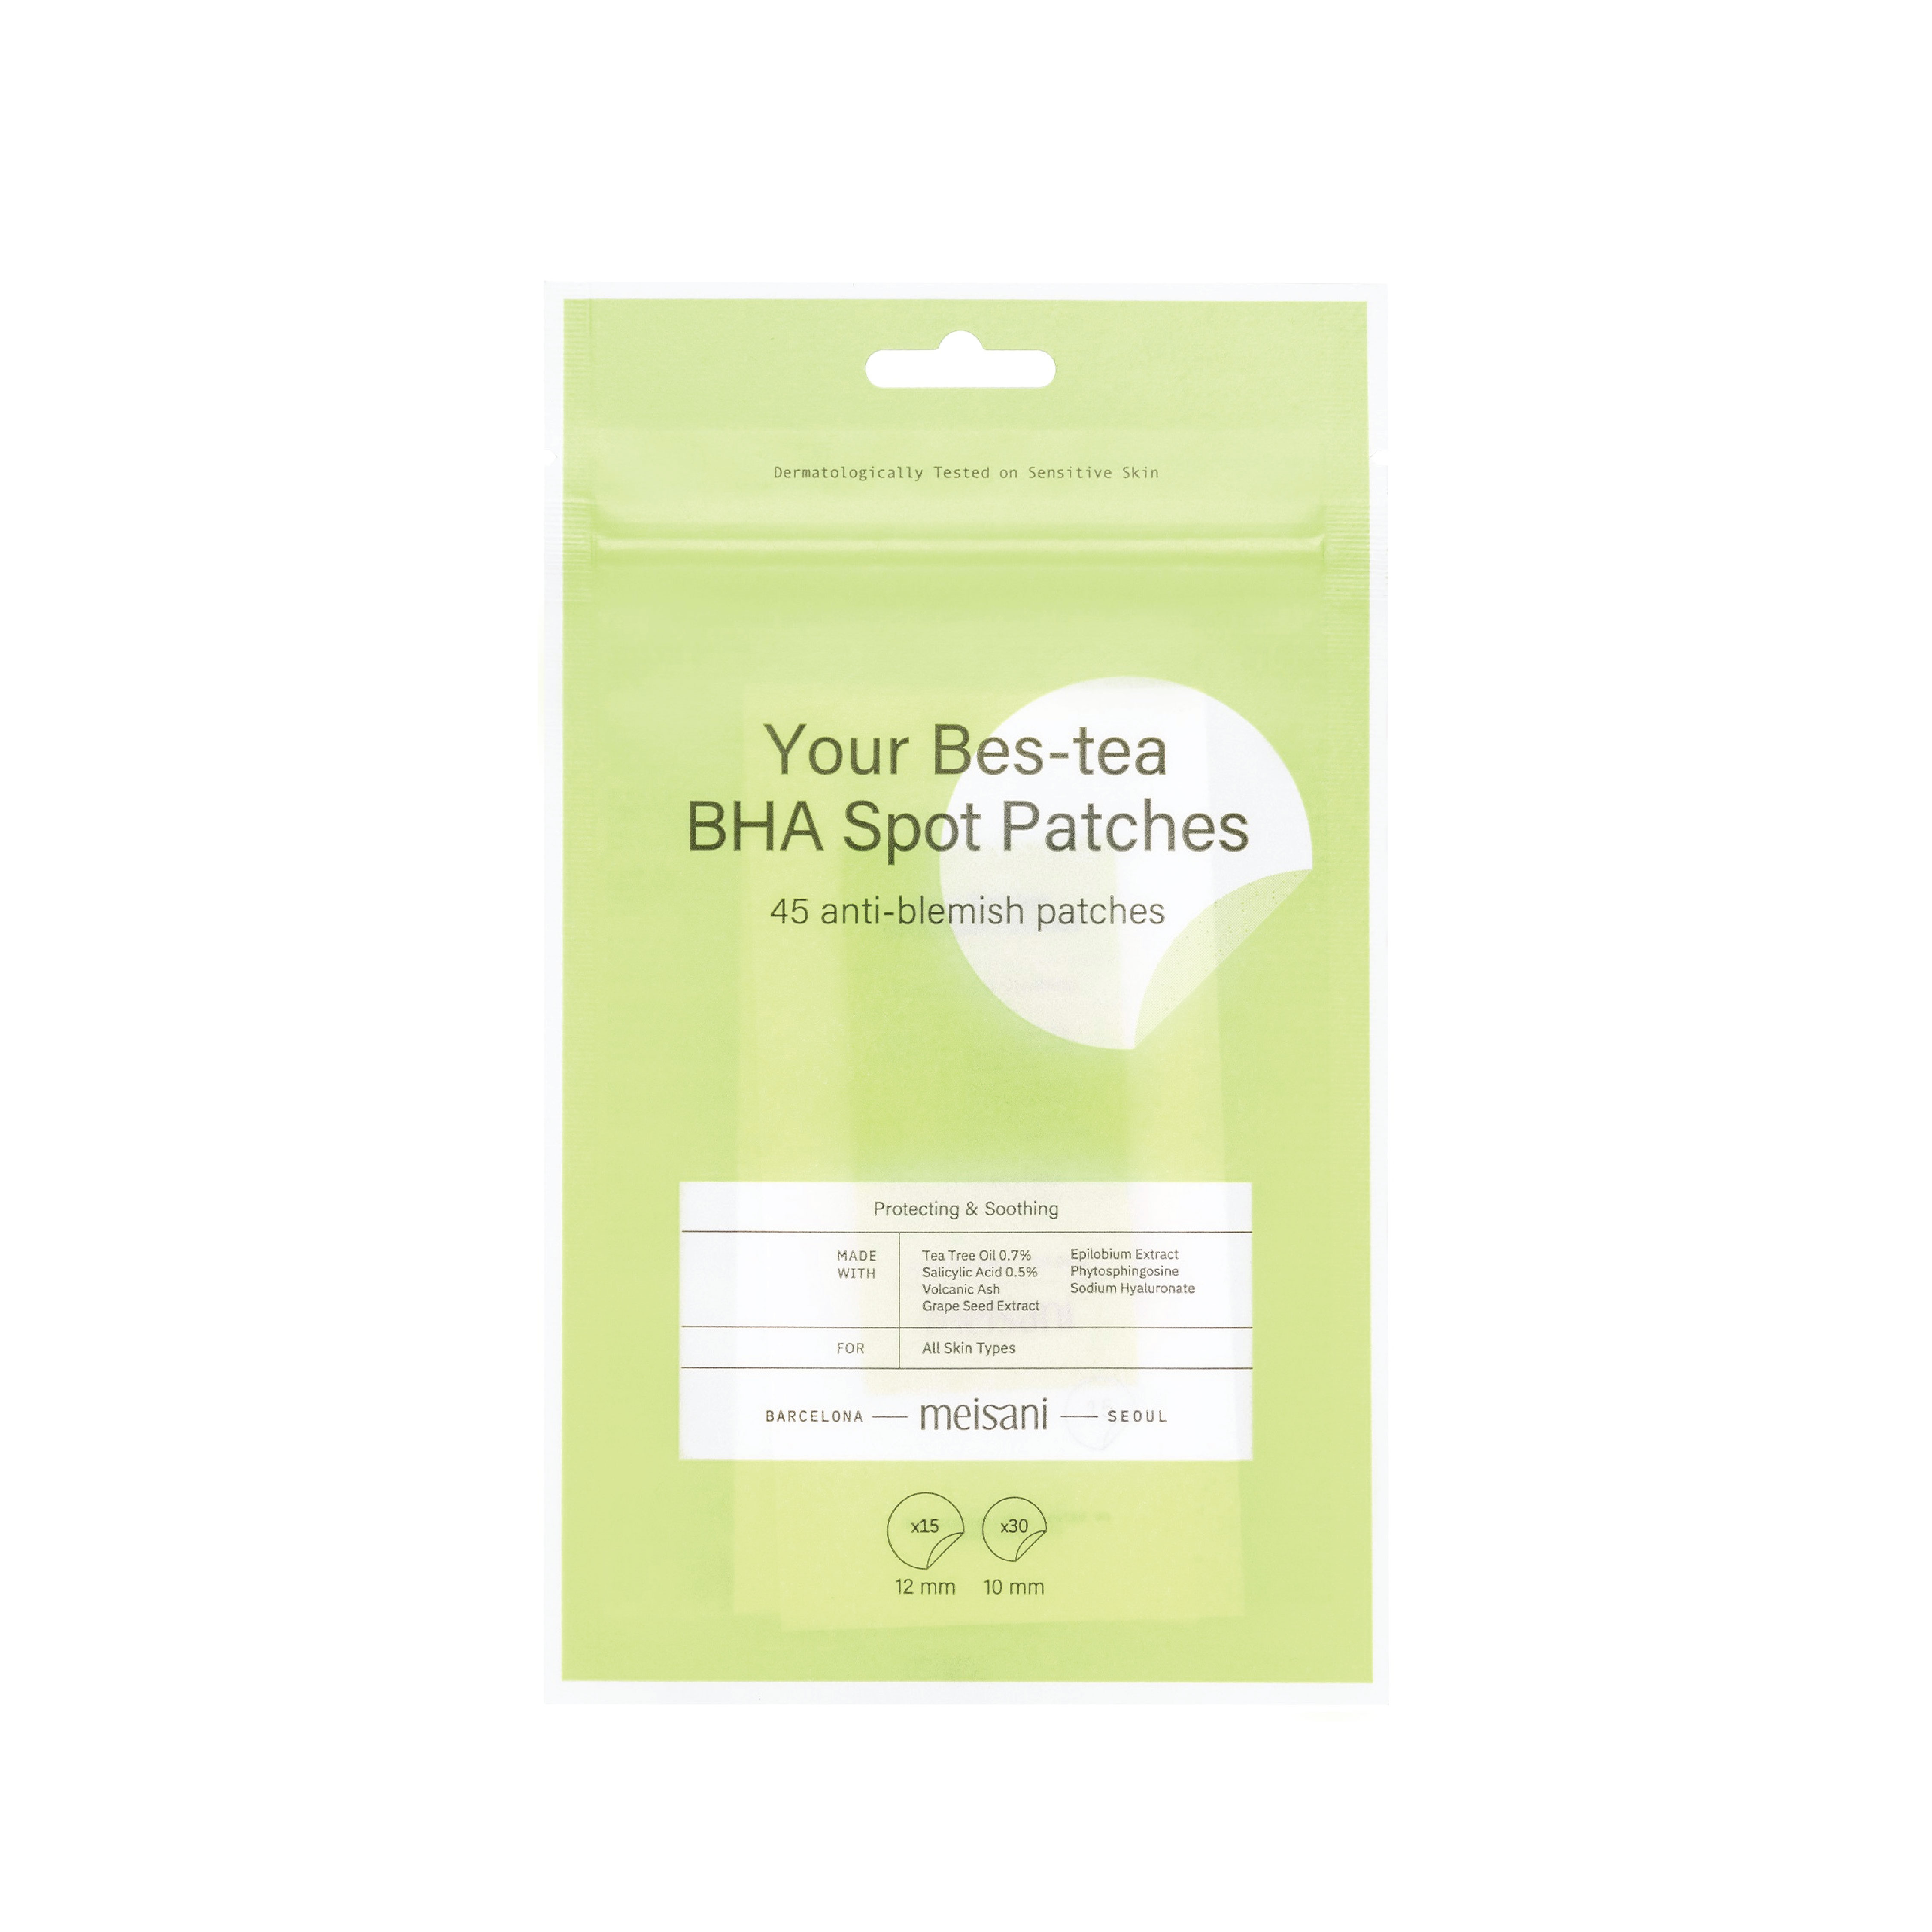 Dermatologically Tested on Sensitive Skin
Your Bes-tea
BHA Spot Patches
45 anti-blemish patches
Protecting & Soothing
MADE
WITH
Tea Tree Oil 0.7%
Salicylic Acid 0.5%
Volcanic Ash
Grape Seed Extract
Epilobium Extract
Phytosphingosine
Sodium Hyaluronate
FOR
All Skin Types
BARCELONA — meisani — SEOUL
x15 x30
12 mm 10 mm